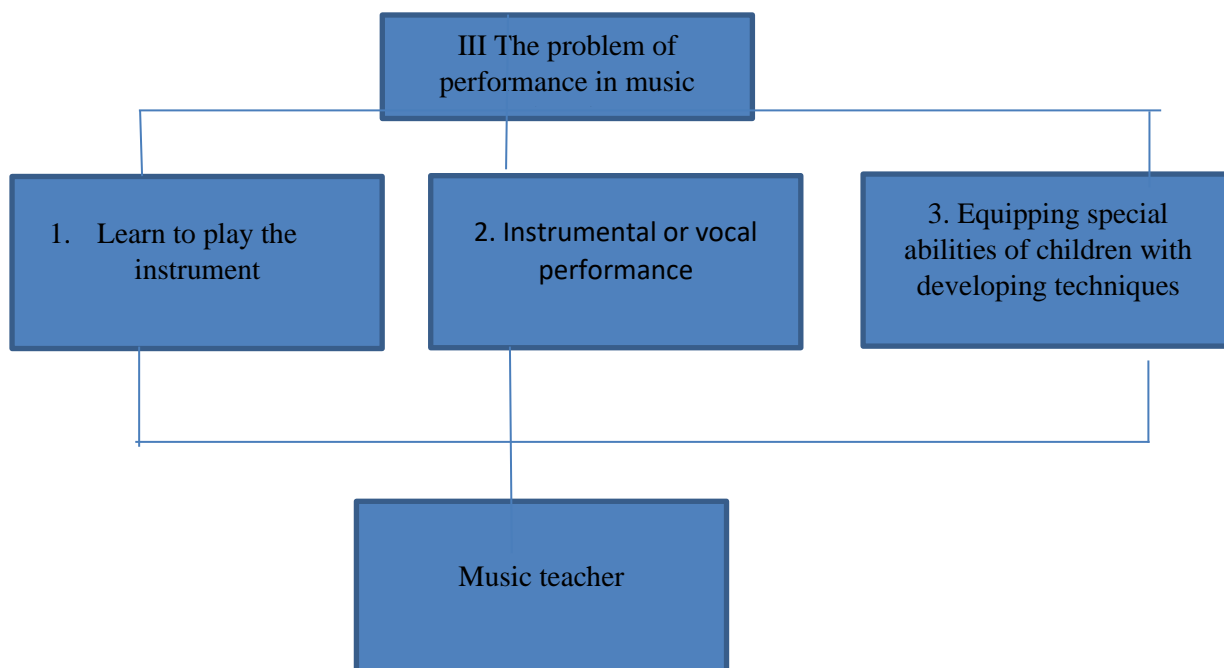 III The problem of
performance in music
1. Learn to play the
instrument
2. Instrumental or vocal
performance
3. Equipping special
abilities of children with
developing techniques
Music teacher